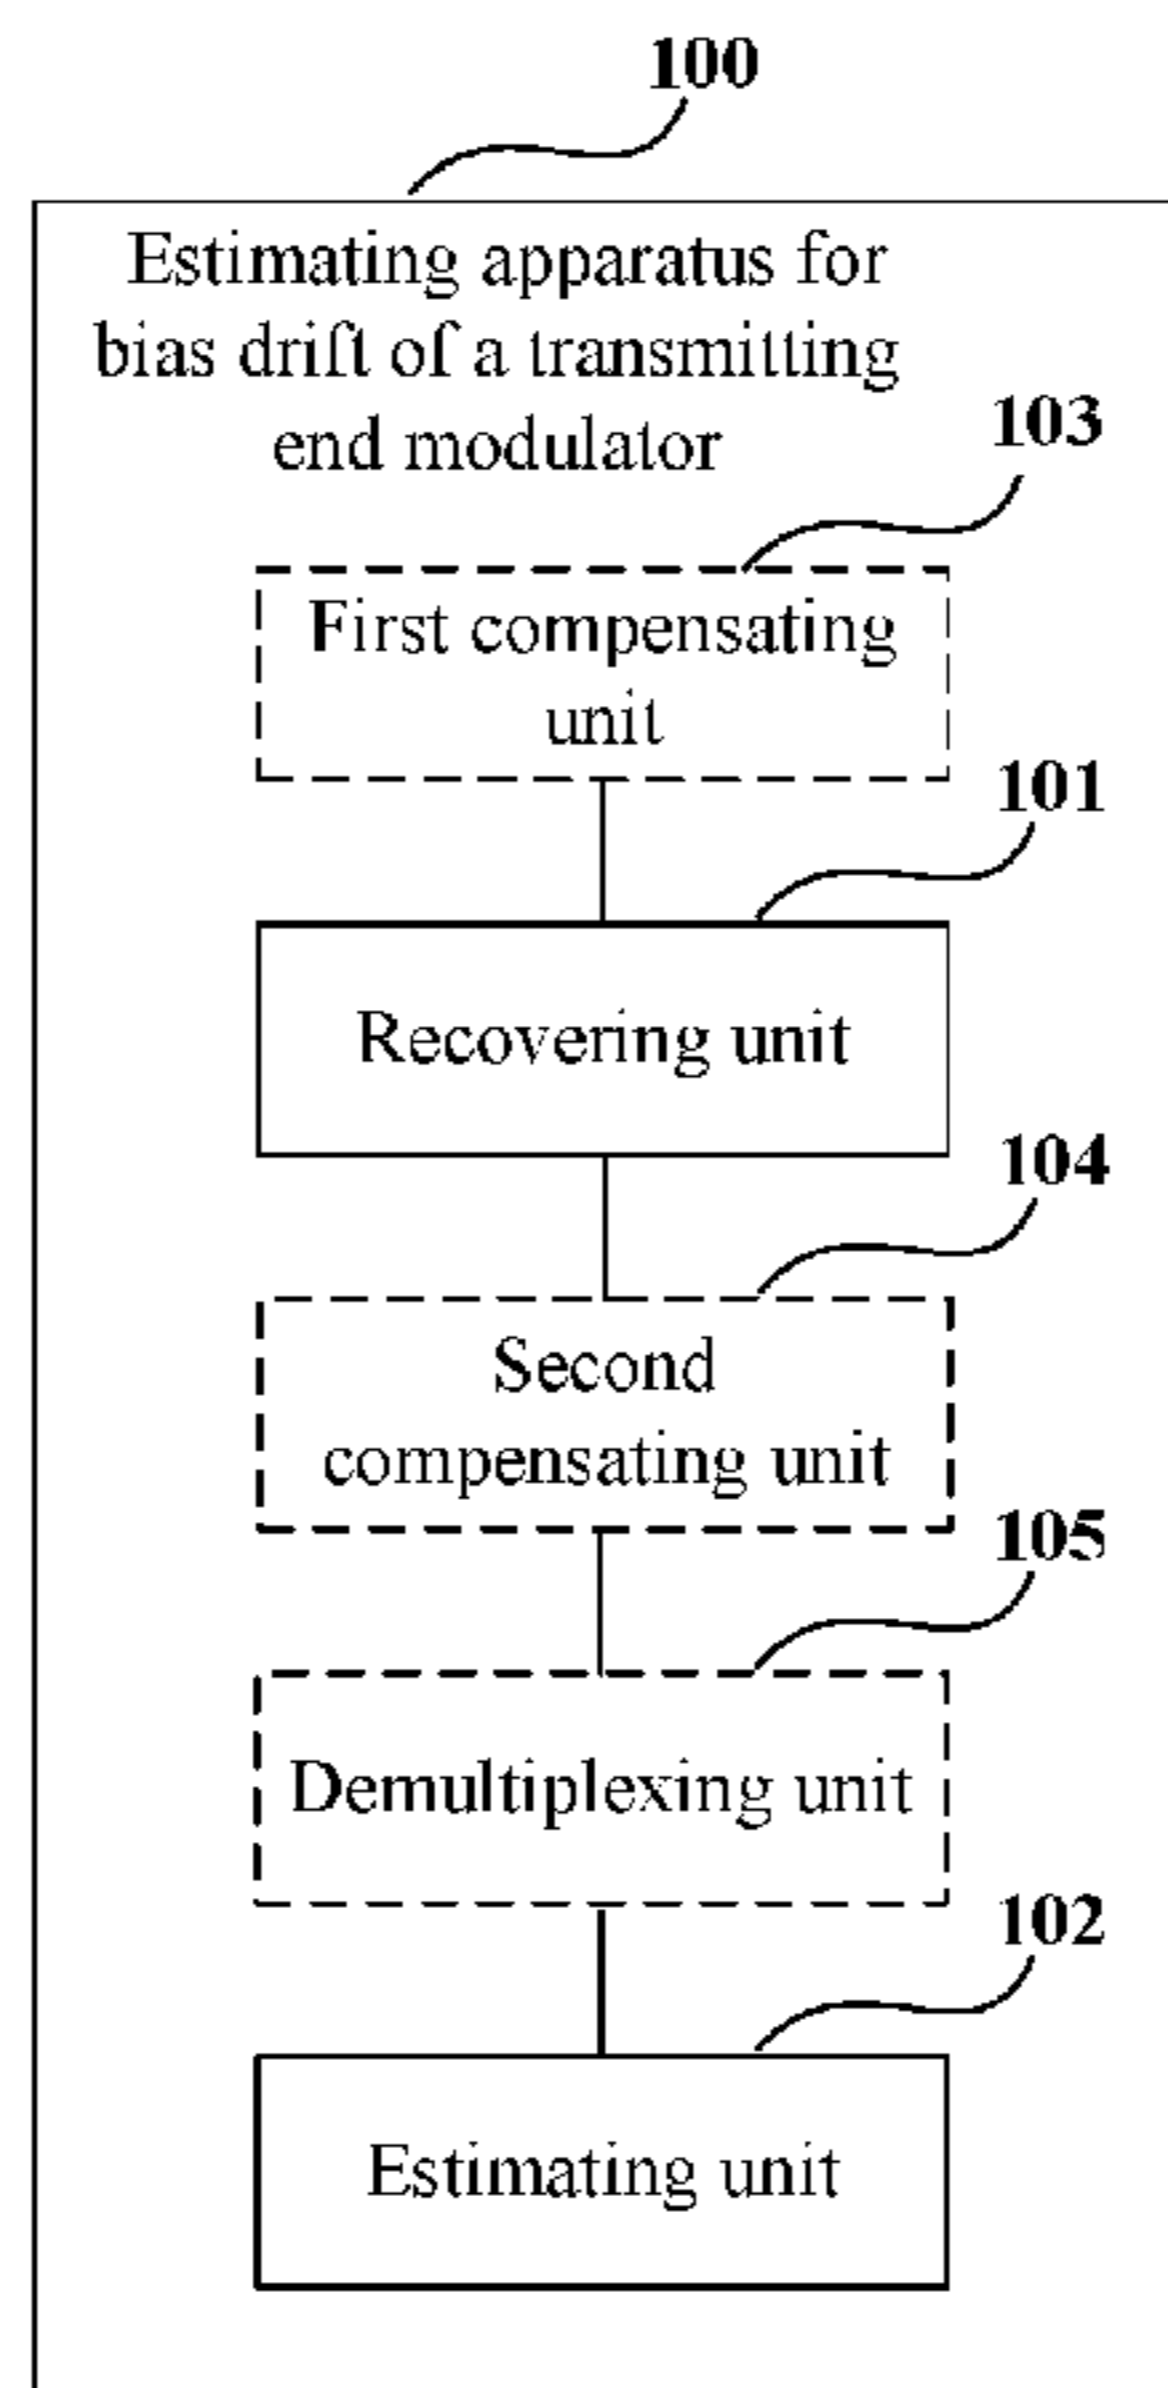 100
Estimating apparatus for
bias drift of a transmitting
end modulator
103
First compensating
unit
101
Recovering unit
104
Second
compensating unit
105
Demultiplexing unit
102
Estimating unit